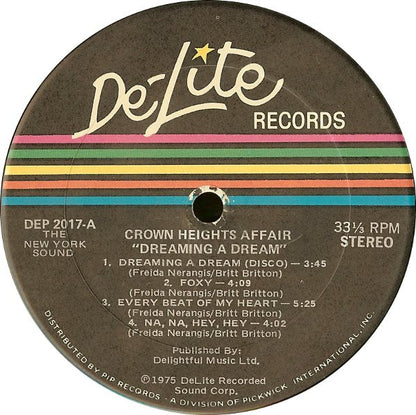 De-Lite
RECORDS
DEP 2017-A
THE
NEW YORK
SOUND
33⅓ RPM
STEREO
CROWN HEIGHTS AFFAIR
"DREAMING A DREAM"
1. DREAMING A DREAM (DISCO) – 3:45
(Freida Nerangis/Britt Britton)
2. FOXY – 4:09
(Freida Nerangis/Britt Britton)
3. EVERY BEAT OF MY HEART – 5:25
(Freida Nerangis/Britt Britton)
4. NA, NA, HEY, HEY – 4:02
(Freida Nerangis/Britt Britton)
Published By:
Delightful Music Ltd.
©1975 DeLite Recorded
Sound Corp.
DISTRIBUTED BY PIP RECORDS - A DIVISION OF PICKWICK INTERNATIONAL, INC.